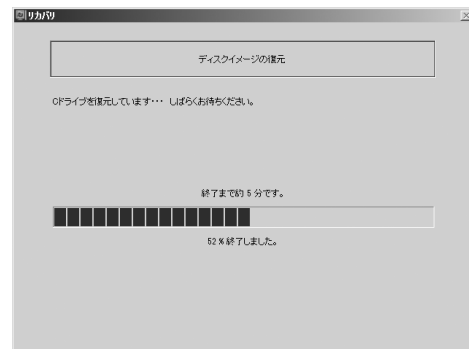 リカバリ
ディスクイメージの復元
Cドライブを復元しています・・・ しばらくお待ちください。
終了まで約 5 分です。
52 % 終了しました。